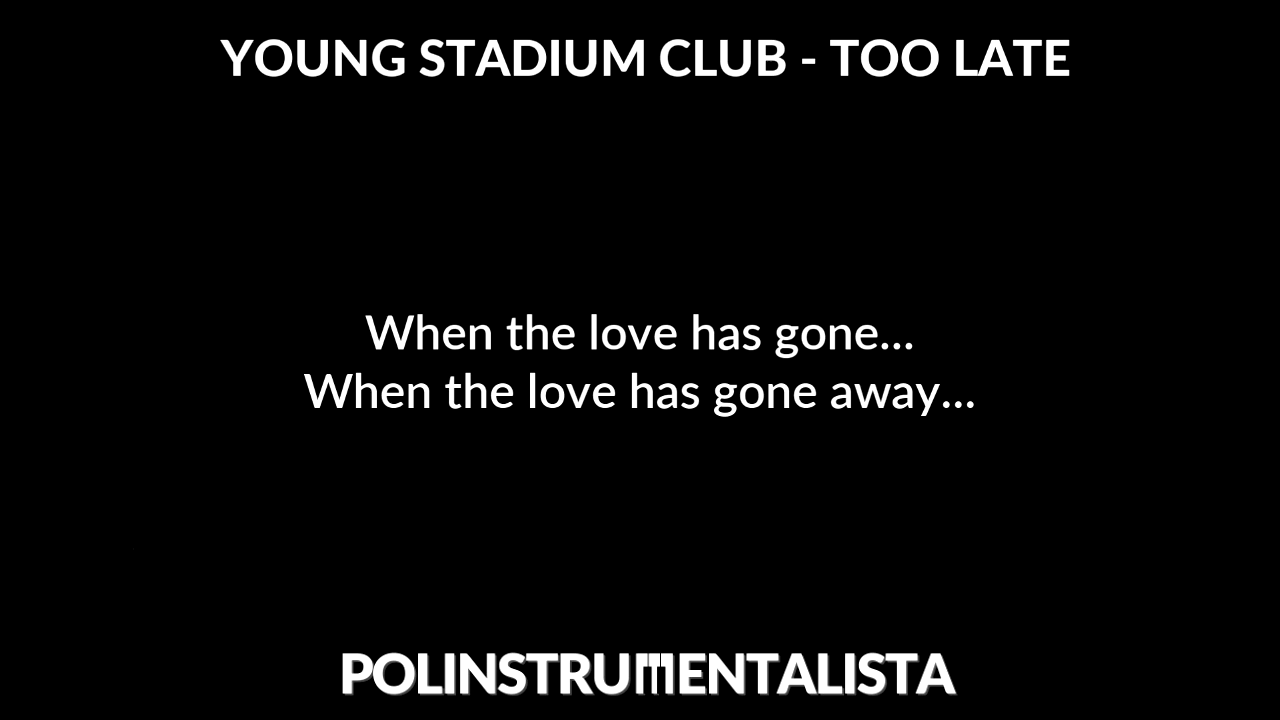 YOUNG STADIUM CLUB - TOO LATE
When the love has gone...
When the love has gone away...
POLINSTRUMENTALISTA